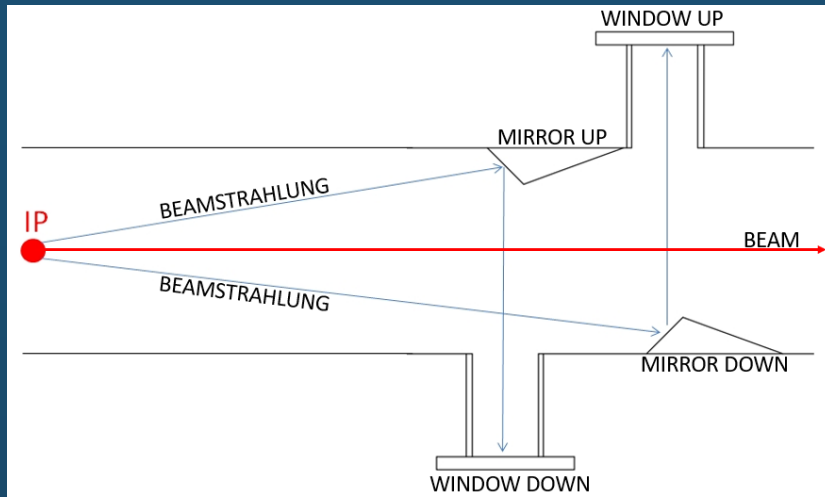 WINDOW UP
MIRROR UP
BEAMSTRAHLUNG
IP
BEAM
BEAMSTRAHLUNG
MIRROR DOWN
WINDOW DOWN